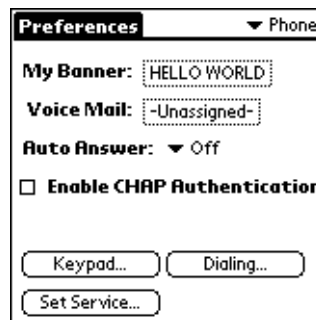 Preferences Phone
My Banner: HELLO WORLD
Voice Mail: -Unassigned-
Auto Answer: Off
Enable CHAP Authentication
Keypad... Dialing...
Set Service...